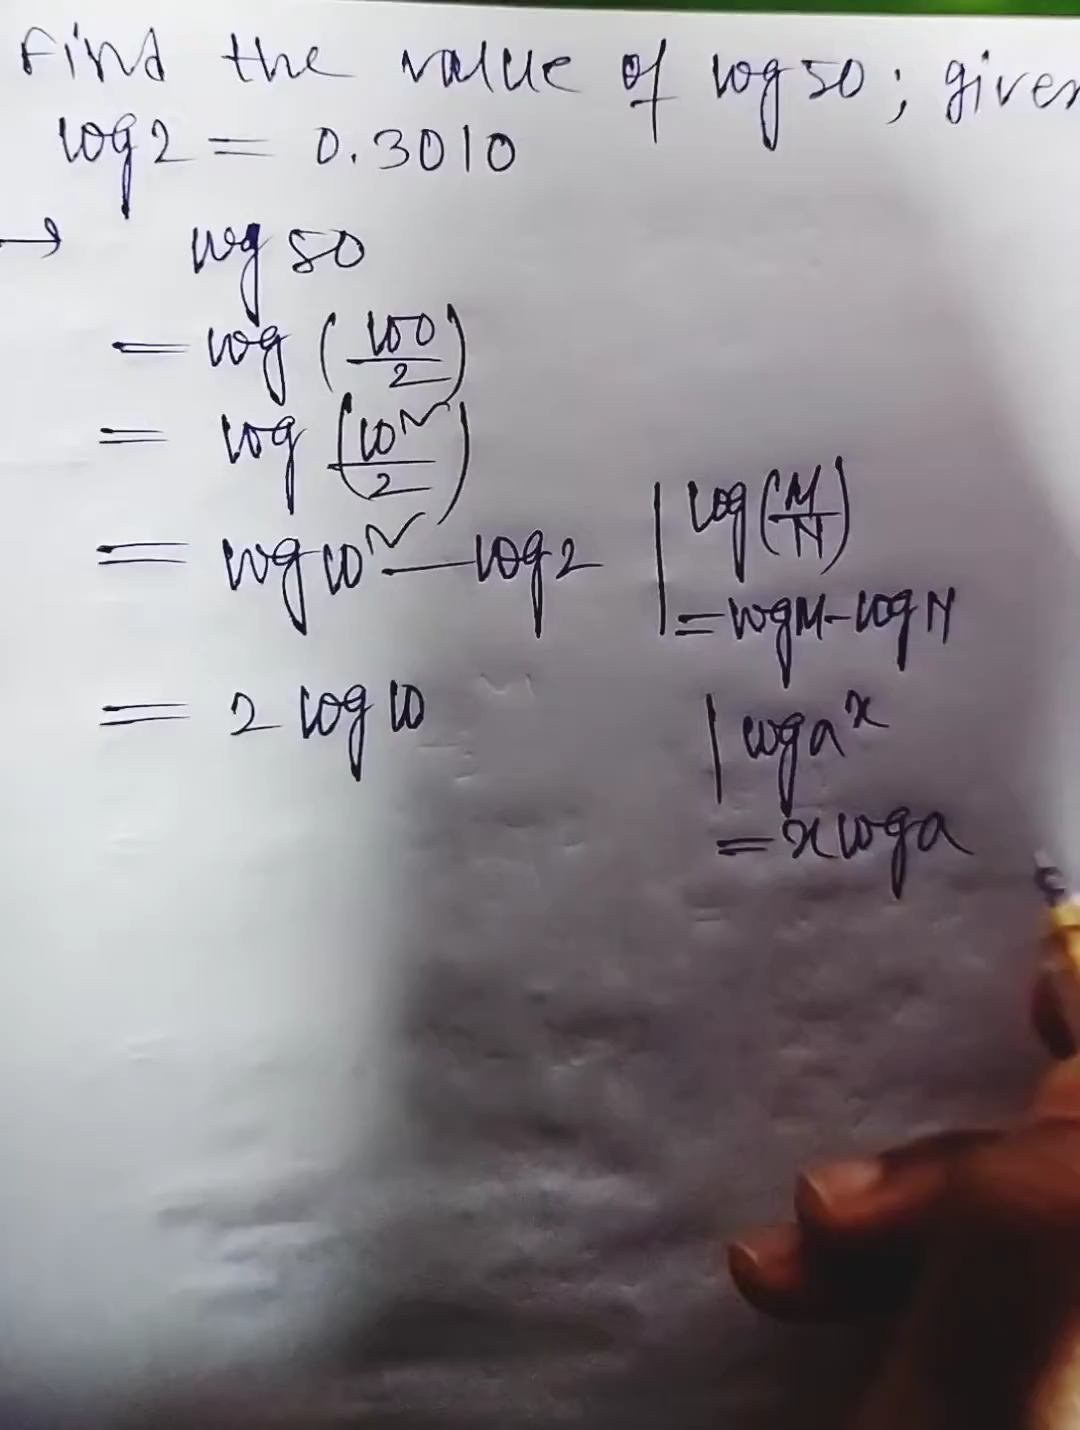 Find the value of log 50; given
log 2 = 0.3010
→ log 50
= log (100/2)
= log (10²/2)
= log 10² - log 2
log (M/N)
= log M - log N
= 2 log 10
log aˣ
= x log a